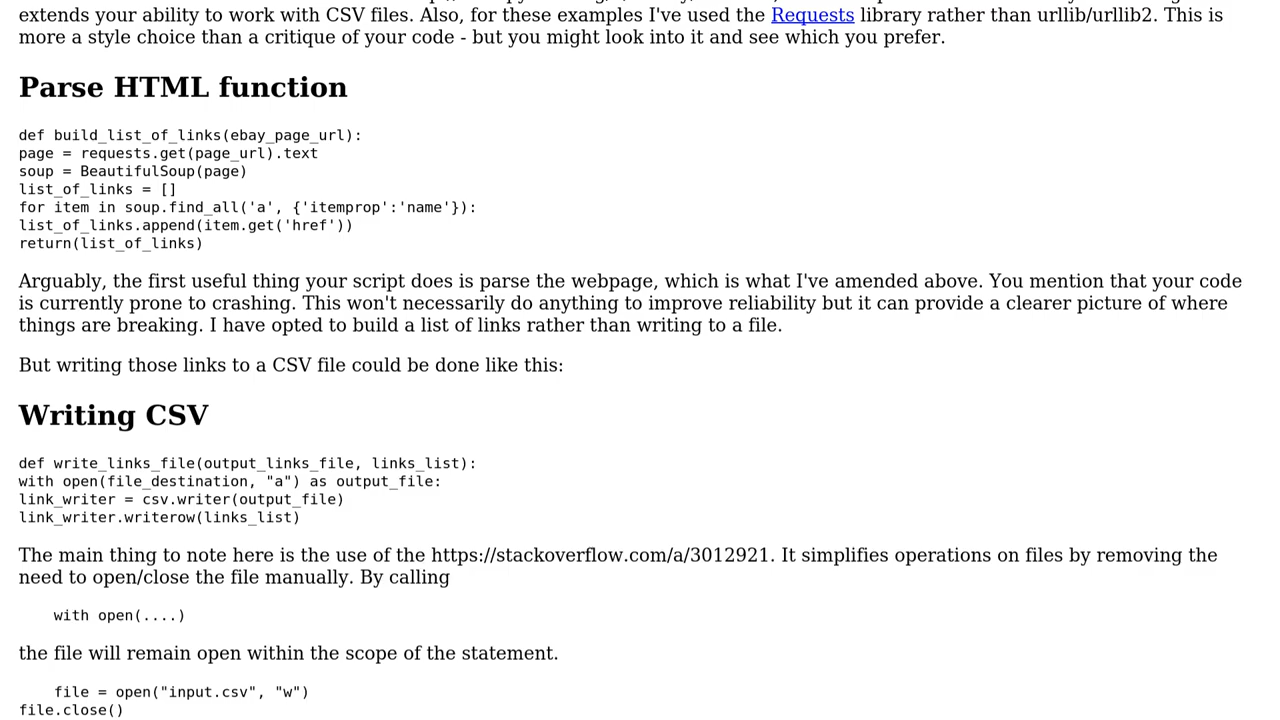 extends your ability to work with CSV files. Also, for these examples I've used the Requests library rather than urllib/urllib2. This is
more a style choice than a critique of your code - but you might look into it and see which you prefer.
Parse HTML function
def build_list_of_links(ebay_page_url):
page = requests.get(page_url).text
soup = BeautifulSoup(page)
list_of_links = []
for item in soup.find_all('a', {'itemprop':'name'}):
list_of_links.append(item.get('href'))
return(list_of_links)
Arguably, the first useful thing your script does is parse the webpage, which is what I've amended above. You mention that your code
is currently prone to crashing. This won't necessarily do anything to improve reliability but it can provide a clearer picture of where
things are breaking. I have opted to build a list of links rather than writing to a file.
But writing those links to a CSV file could be done like this:
Writing CSV
def write_links_file(output_links_file, links_list):
with open(file_destination, "a") as output_file:
link_writer = csv.writer(output_file)
link_writer.writerow(links_list)
The main thing to note here is the use of the https://stackoverflow.com/a/3012921. It simplifies operations on files by removing the
need to open/close the file manually. By calling
with open(....)
the file will remain open within the scope of the statement.
file = open("input.csv", "w")
file.close()